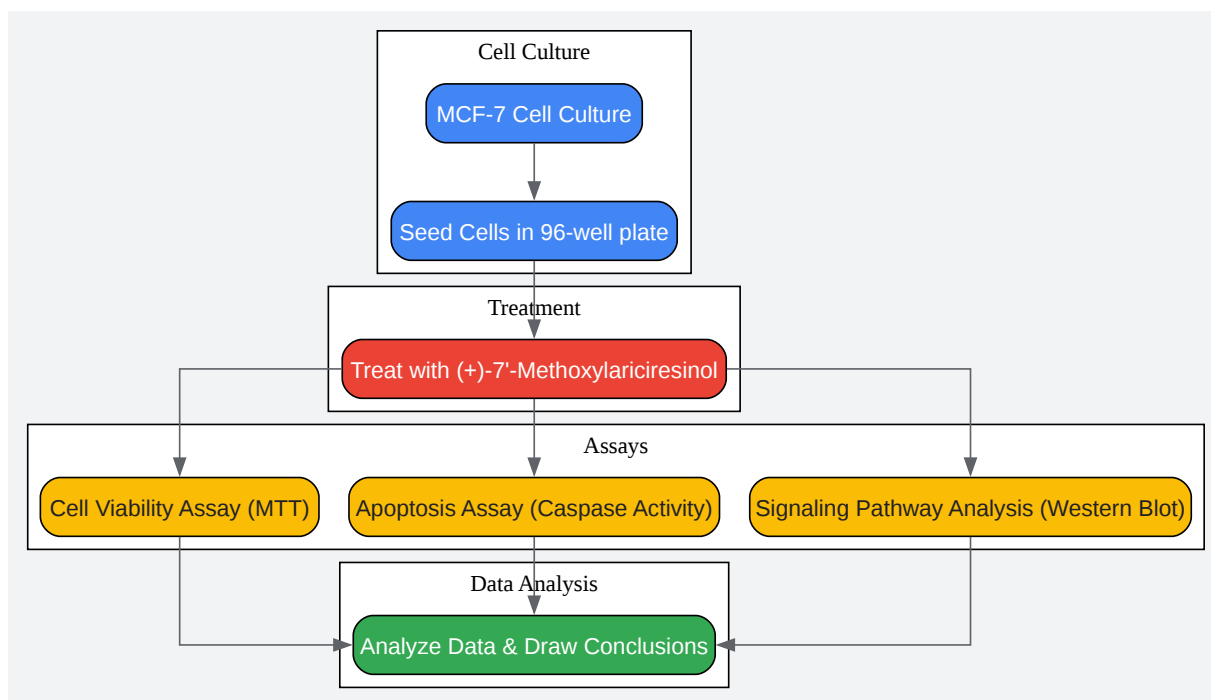 Cell Culture
MCF-7 Cell Culture
Seed Cells in 96-well plate
Treatment
Treat with (+)-7'-Methoxylariciresinol
Assays
Cell Viability Assay (MTT)
Apoptosis Assay (Caspase Activity)
Signaling Pathway Analysis (Western Blot)
Data Analysis
Analyze Data & Draw Conclusions